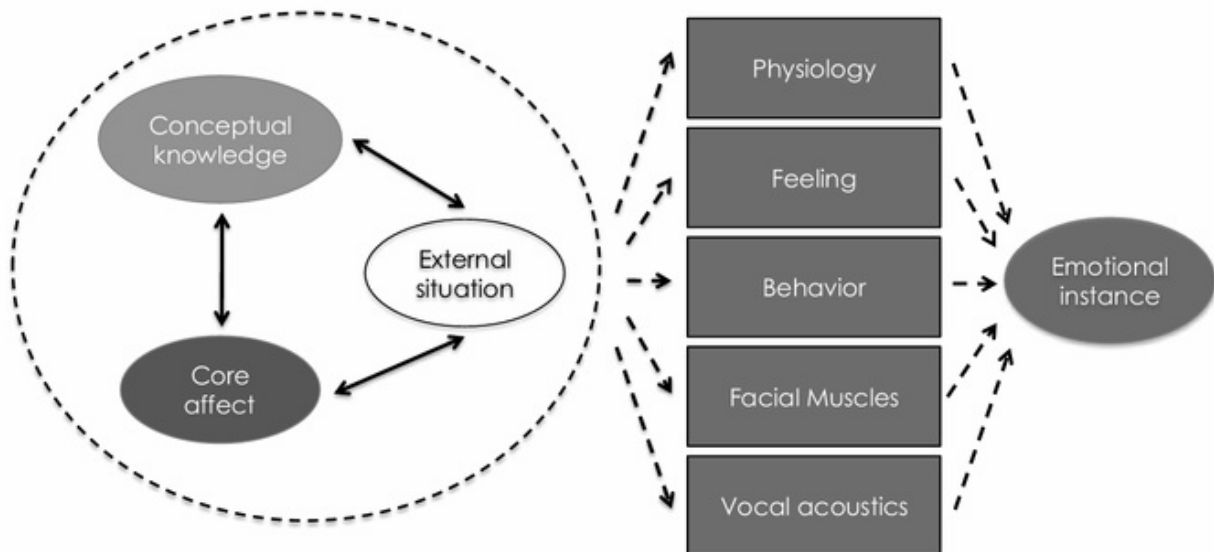 Conceptual
knowledge
External
situation
Core
affect
Physiology
Feeling
Behavior
Facial Muscles
Vocal acoustics
Emotional
instance